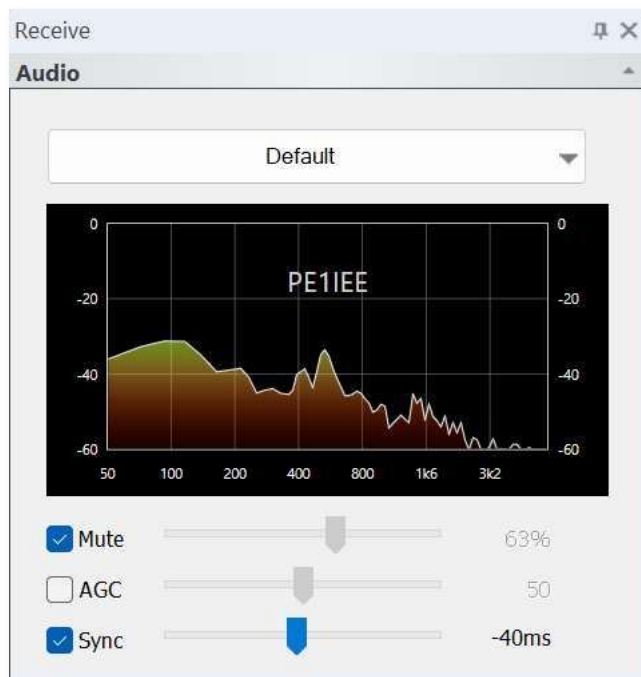 Receive
Audio
Default
0 0
PE1IEE
-20 -20
-40 -40
-60 -60
50 100 200 400 800 1k6 3k2
Mute 63%
AGC 50
Sync -40ms